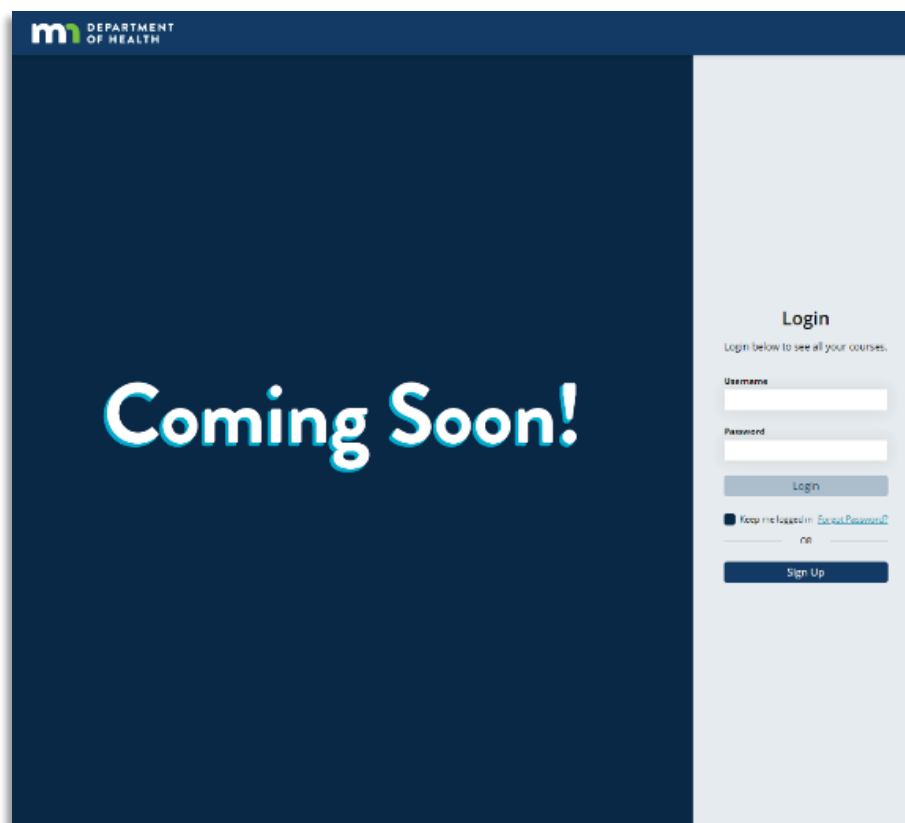 mn DEPARTMENT
OF HEALTH
Coming Soon!
Login
Login below to see all your courses.
Username
Password
Login
Keep me logged in Forgot Password?
OR
Sign Up